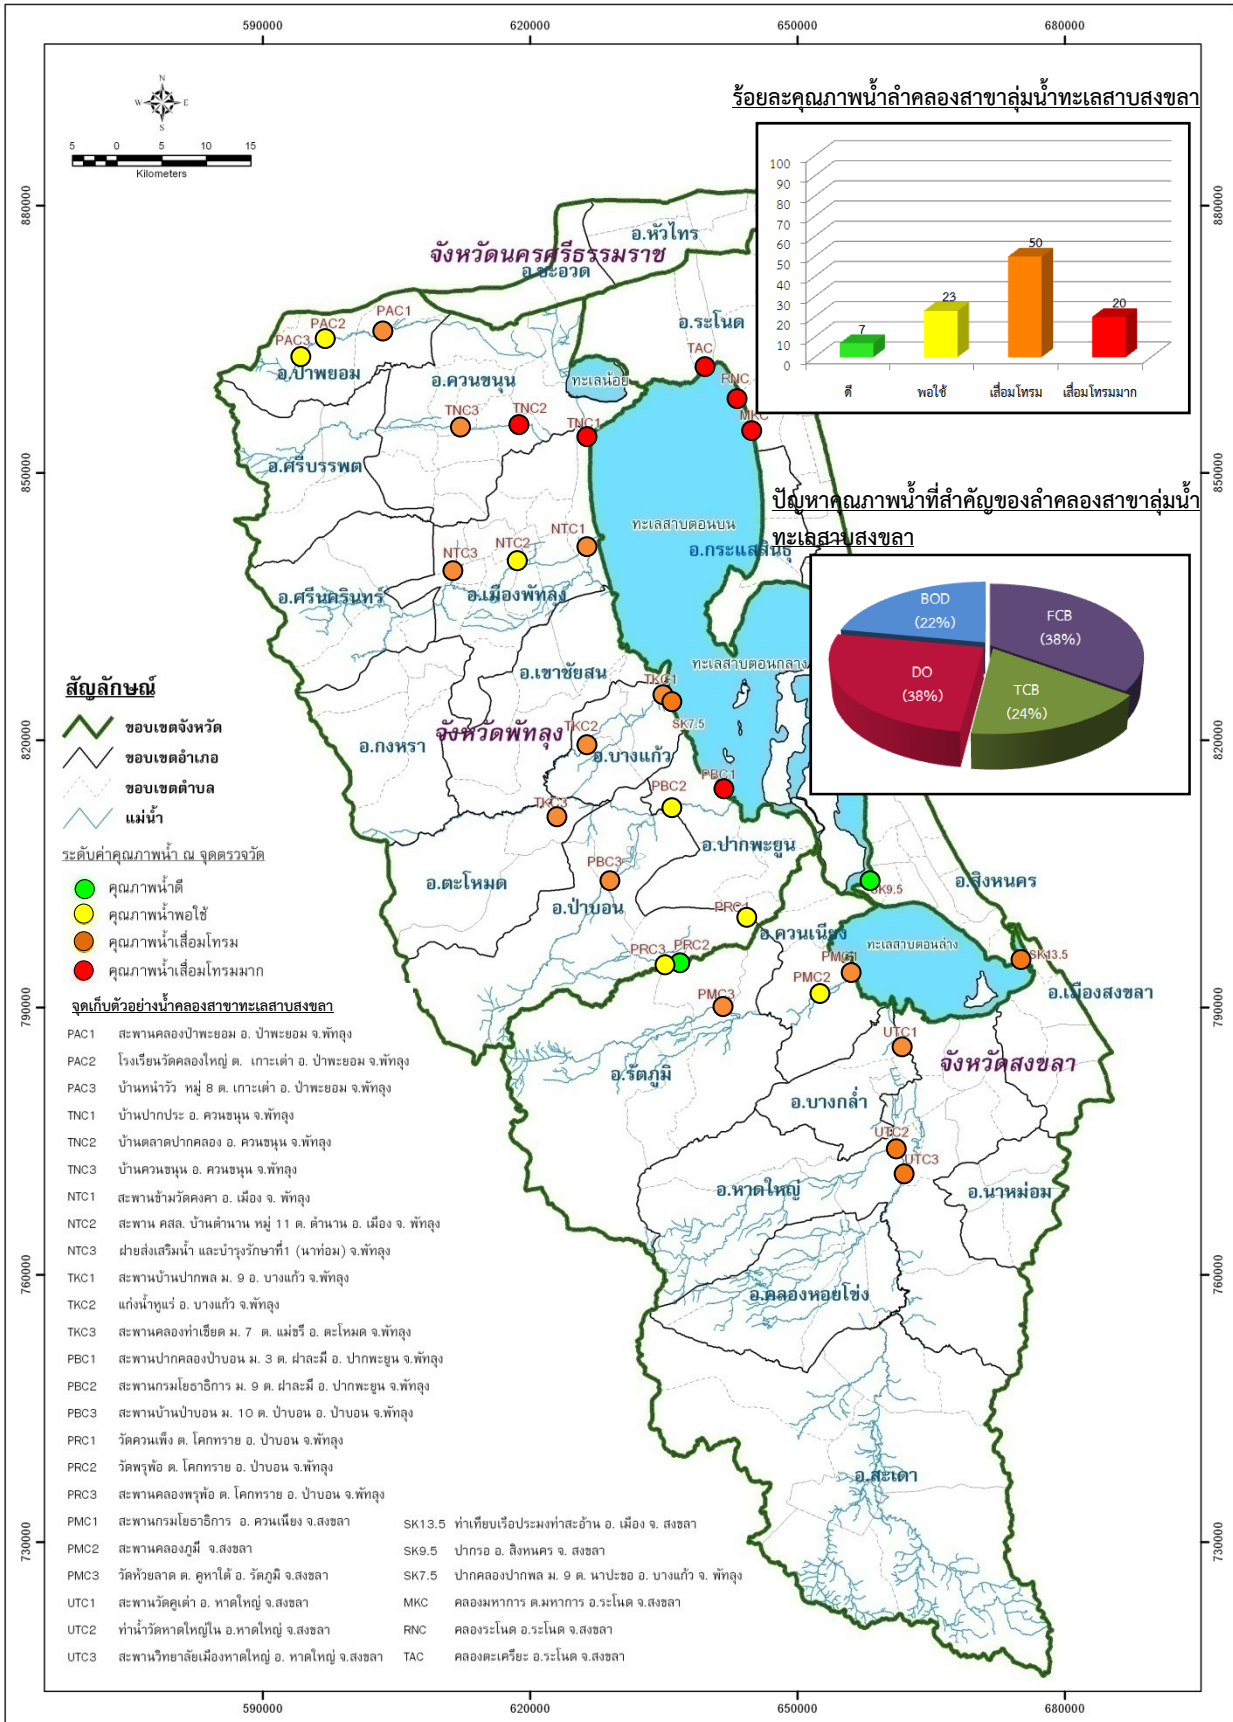 590000 620000 650000 680000
N
W E
S
5 0 5 10 15
Kilometers
ร้อยละคุณภาพน้ำลำคลองสาขาลุ่มน้ำทะเลสาบสงขลา
100
90
80
70
60
50
40
30
20
10
0
7
23
50
20
ดี พอใช้ เสื่อมโทรม เสื่อมโทรมมาก
880000 880000
อ.หัวไทร
จังหวัดนครศรีธรรมราช
อ.ชะอวด
PAC1
PAC2
PAC3
อ.ป่าพยอม
อ.ระโนด
TAC
RNC
MKC
ทะเลน้อย
อ.ควนขนุน
TNC3
TNC2
TNC1
850000 850000
อ.ศรีบรรพต
ปัญหาคุณภาพน้ำที่สำคัญของลำคลองสาขาลุ่มน้ำ
ทะเลสาบสงขลา
BOD
(22%)
FCB
(38%)
DO
(38%)
TCB
(24%)
ทะเลสาบตอนบน
อ.กระแสสินธุ์
NTC1
NTC2
NTC3
อ.ศรีนครินทร์
อ.เมืองพัทลุง
ทะเลสาบตอนกลาง
อ.เขาชัยสน
TKC1
SK7.5
TKC2
จังหวัดพัทลุง
อ.กงหรา
อ.บางแก้ว
820000 820000
PBC1
PBC2
TKC3
อ.ปากพะยูน
PBC3
อ.ตะโหมด
อ.ป่าบอน
SK9.5
อ.สิงหนคร
PRC1
อ.ควนเนียง
ทะเลสาบตอนล่าง
PRC3
PRC2
PMC1
PMC2
PMC3
SK13.5
อ.เมืองสงขลา
790000 790000
UTC1
จังหวัดสงขลา
อ.รัตภูมิ
อ.บางกล่ำ
UTC2
UTC3
อ.หาดใหญ่
อ.นาหม่อม
760000 760000
อ.คลองหอยโข่ง
อ.สะเดา
730000 730000
สัญลักษณ์
ขอบเขตจังหวัด
ขอบเขตอำเภอ
ขอบเขตตำบล
แม่น้ำ
ระดับค่าคุณภาพน้ำ ณ จุดตรวจวัด
คุณภาพน้ำดี
คุณภาพน้ำพอใช้
คุณภาพน้ำเสื่อมโทรม
คุณภาพน้ำเสื่อมโทรมมาก
จุดเก็บตัวอย่างน้ำคลองสาขาทะเลสาบสงขลา
PAC1 สะพานคลองป่าพะยอม อ. ป่าพะยอม จ.พัทลุง
PAC2 โรงเรียนวัดคลองใหญ่ ต. เกาะเต่า อ. ป่าพะยอม จ.พัทลุง
PAC3 บ้านหนำวัว หมู่ 8 ต. เกาะเต่า อ. ป่าพะยอม จ.พัทลุง
TNC1 บ้านปากประ อ. ควนขนุน จ.พัทลุง
TNC2 บ้านตลาดปากคลอง อ. ควนขนุน จ.พัทลุง
TNC3 บ้านควนขนุน อ. ควนขนุน จ.พัทลุง
NTC1 สะพานข้ามวัดคงคา อ. เมือง จ. พัทลุง
NTC2 สะพาน คสล. บ้านตำนาน หมู่ 11 ต. ตำนาน อ. เมือง จ. พัทลุง
NTC3 ฝายส่งเสริมน้ำ และบำรุงรักษาที่1 (นาท่อม) จ.พัทลุง
TKC1 สะพานบ้านปากพล ม. 9 อ. บางแก้ว จ.พัทลุง
TKC2 แก่งน้ำหูแร่ อ. บางแก้ว จ.พัทลุง
TKC3 สะพานคลองท่าเชียด ม. 7 ต. แม่ขรี อ. ตะโหมด จ.พัทลุง
PBC1 สะพานปากคลองป่าบอน ม. 3 ต. ฝาละมี อ. ปากพะยูน จ.พัทลุง
PBC2 สะพานกรมโยธาธิการ ม. 9 ต. ฝาละมี อ. ปากพะยูน จ.พัทลุง
PBC3 สะพานบ้านป่าบอน ม. 10 ต. ป่าบอน อ. ป่าบอน จ.พัทลุง
PRC1 วัดควนเพ็ง ต. โคกทราย อ. ป่าบอน จ.พัทลุง
PRC2 วัดพรุพ้อ ต. โคกทราย อ. ป่าบอน จ.พัทลุง
PRC3 สะพานคลองพรุพ้อ ต. โคกทราย อ. ป่าบอน จ.พัทลุง
PMC1 สะพานกรมโยธาธิการ อ. ควนเนียง จ.สงขลา
PMC2 สะพานคลองภูมี จ.สงขลา
PMC3 วัดห้วยลาด ต. คูหาใต้ อ. รัตภูมิ จ.สงขลา
UTC1 สะพานวัดคูเต่า อ. หาดใหญ่ จ.สงขลา
UTC2 ท่าน้ำวัดหาดใหญ่ใน อ.หาดใหญ่ จ.สงขลา
UTC3 สะพานวิทยาลัยเมืองหาดใหญ่ อ. หาดใหญ่ จ.สงขลา
SK13.5 ท่าเทียบเรือประมงท่าสะอ้าน อ. เมือง จ. สงขลา
SK9.5 ปากรอ อ. สิงหนคร จ. สงขลา
SK7.5 ปากคลองปากพล ม. 9 ต. นาปะขอ อ. บางแก้ว จ. พัทลุง
MKC คลองมหาการ ต.มหาการ อ.ระโนด จ.สงขลา
RNC คลองระโนด อ.ระโนด จ.สงขลา
TAC คลองตะเครียะ อ.ระโนด จ.สงขลา
590000 620000 650000 680000